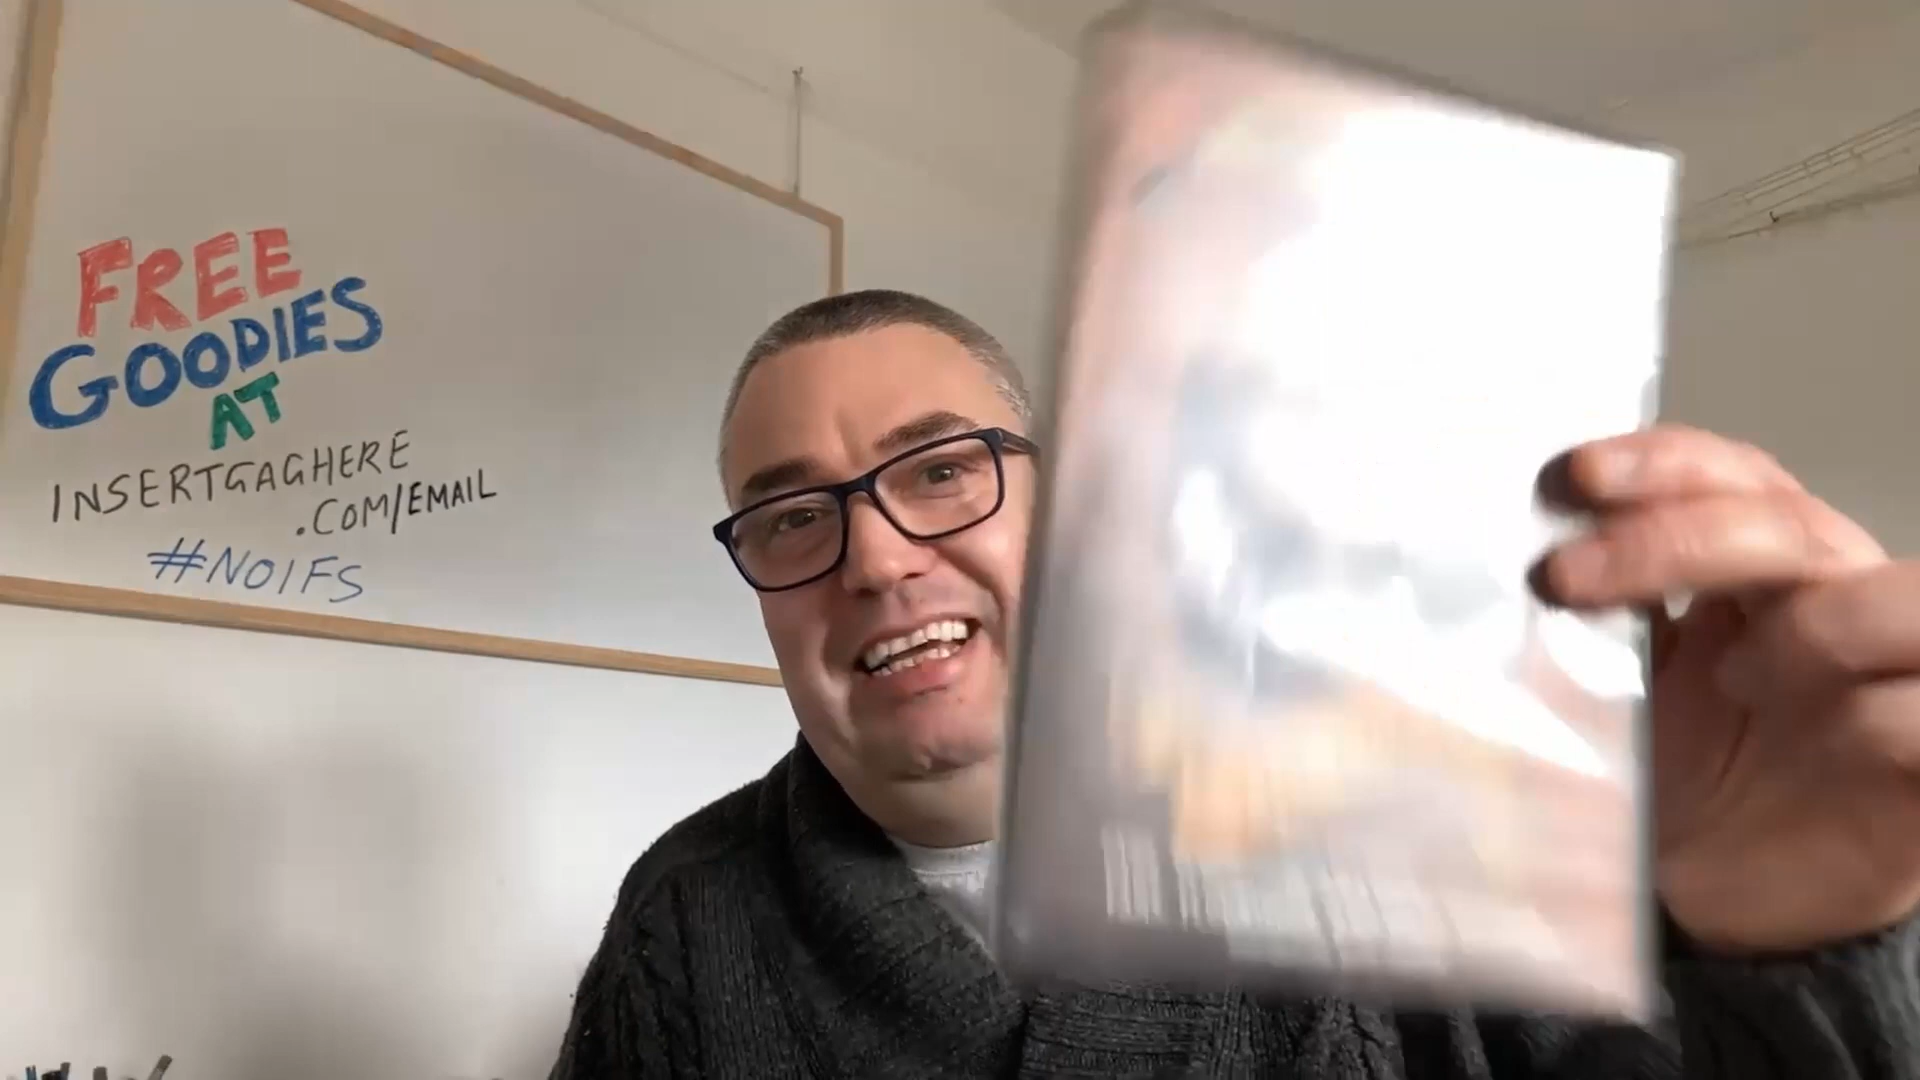 FREE
GOODIES
AT
INSERTGAGHERE
.COM/EMAIL
#NOIFS